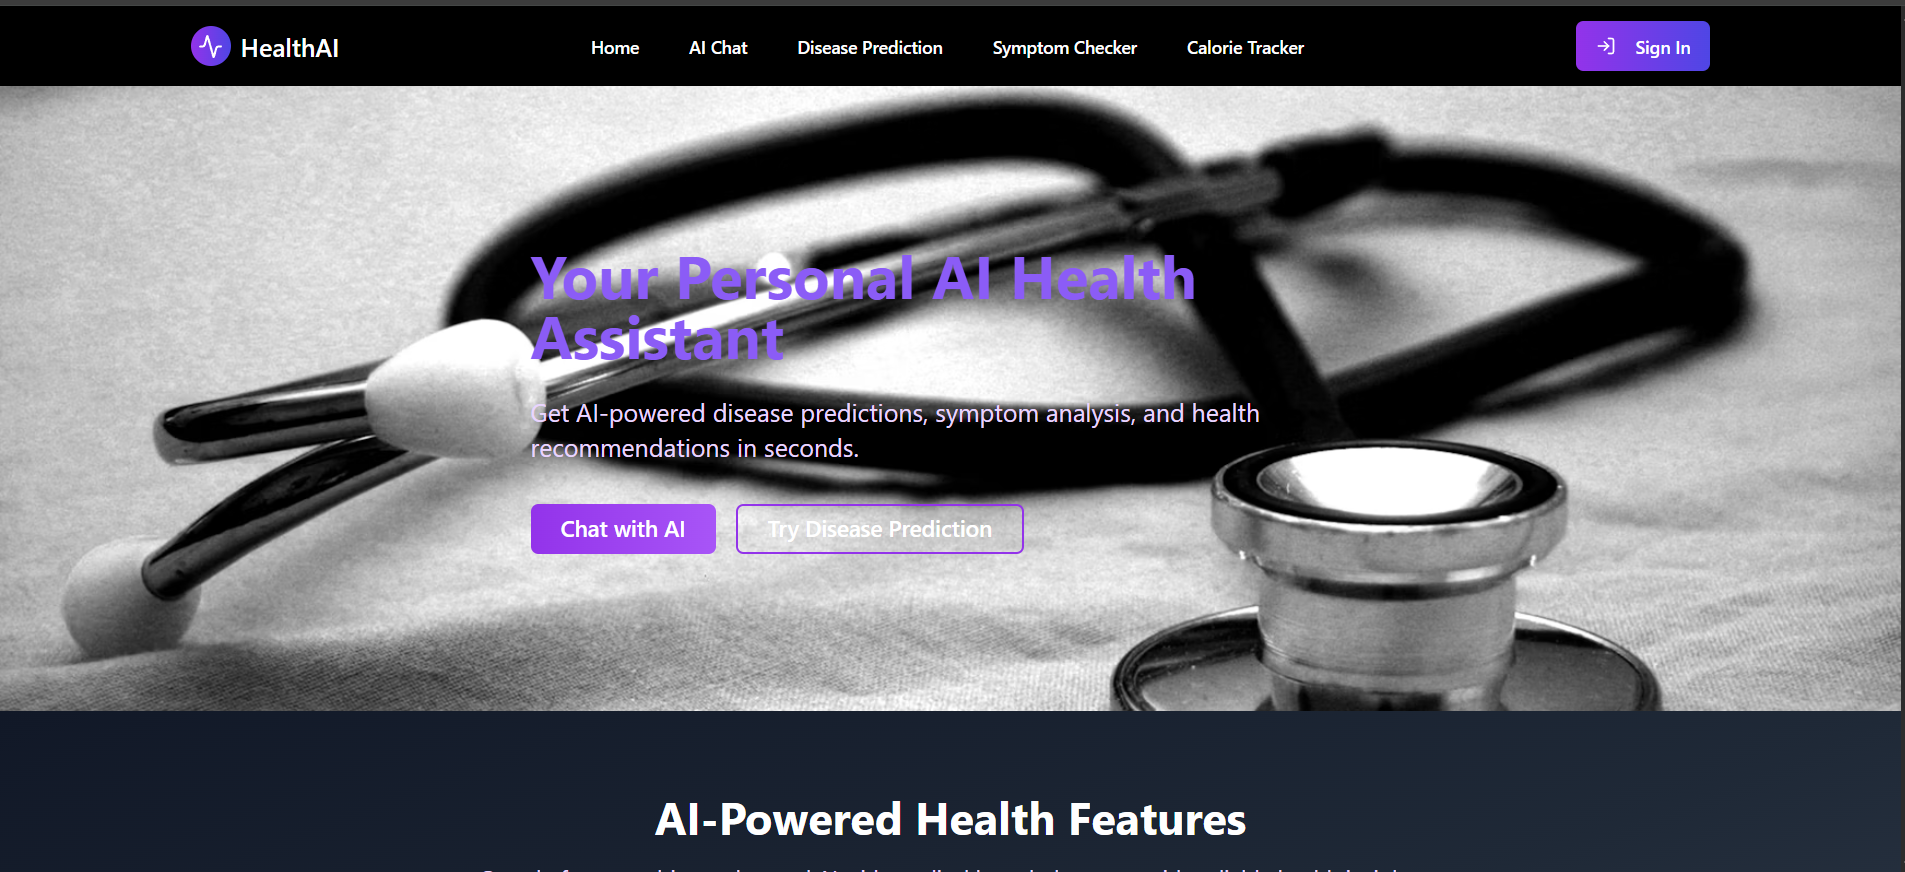 HealthAI
Home
AI Chat
Disease Prediction
Symptom Checker
Calorie Tracker
Sign In
Your Personal AI Health
Assistant
Get AI-powered disease predictions, symptom analysis, and health
recommendations in seconds.
Chat with AI
Try Disease Prediction
AI-Powered Health Features